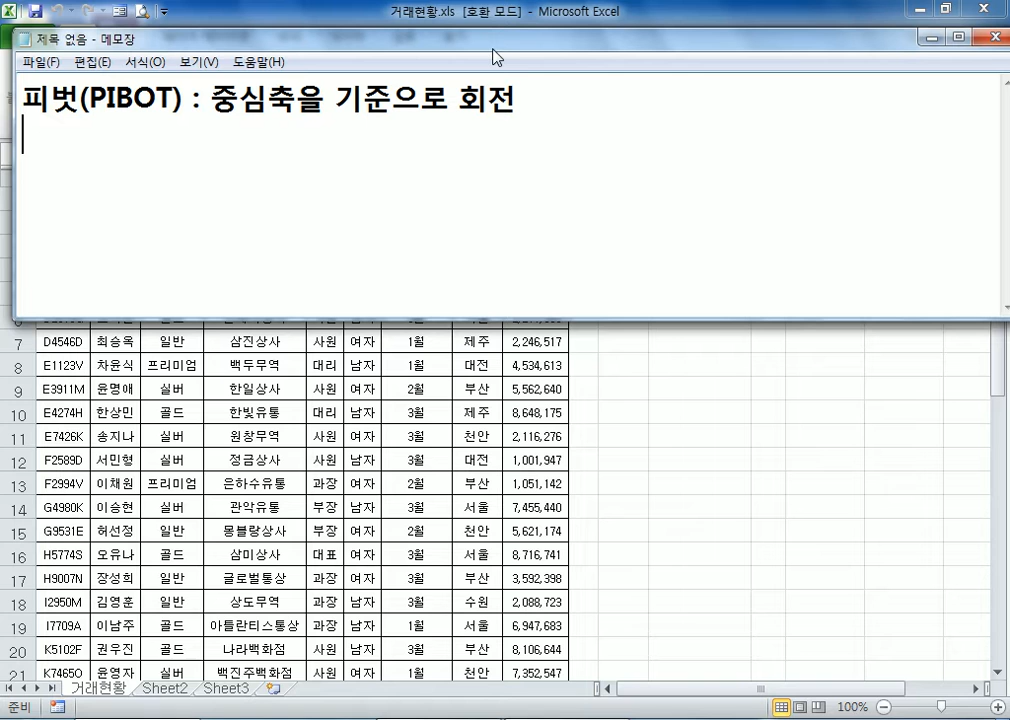 거래현황.xls [호환 모드] - Microsoft Excel
제목 없음 - 메모장
파일(F) 편집(E) 서식(O) 보기(V) 도움말(H)
피벗(PIBOT) : 중심축을 기준으로 회전
7 D4546D 최승옥 일반 삼진상사 사원 여자 1월 제주 2,246,517
8 E1123V 차윤식 프리미엄 백두무역 대리 남자 1월 대전 4,534,613
9 E3911M 윤명애 실버 한일상사 사원 여자 2월 부산 5,562,640
10 E4274H 한상민 골드 한빛유통 대리 남자 3월 제주 8,648,175
11 E7426K 송지나 실버 원창무역 사원 여자 3월 천안 2,116,276
12 F2589D 서민형 실버 정금상사 사원 남자 3월 대전 1,001,947
13 F2994V 이채원 프리미엄 은하수유통 과장 여자 2월 부산 1,051,142
14 G4980K 이승현 실버 관악유통 부장 남자 3월 서울 7,455,440
15 G9531E 허선정 일반 몽블랑상사 부장 여자 2월 천안 5,621,174
16 H5774S 오유나 골드 삼미상사 대표 여자 3월 서울 8,716,741
17 H9007N 장성희 일반 글로벌통상 과장 여자 3월 부산 3,592,398
18 I2950M 김영훈 일반 상도무역 과장 남자 3월 수원 2,088,723
19 I7709A 이남주 골드 아틀란티스통상 과장 남자 1월 서울 6,947,683
20 K5102F 권우진 골드 나라백화점 사원 남자 3월 부산 8,106,644
21 K7465O 윤영자 실버 백진주백화점 사원 여자 1월 천안 7,352,547
거래현황 Sheet2 Sheet3
준비 100%